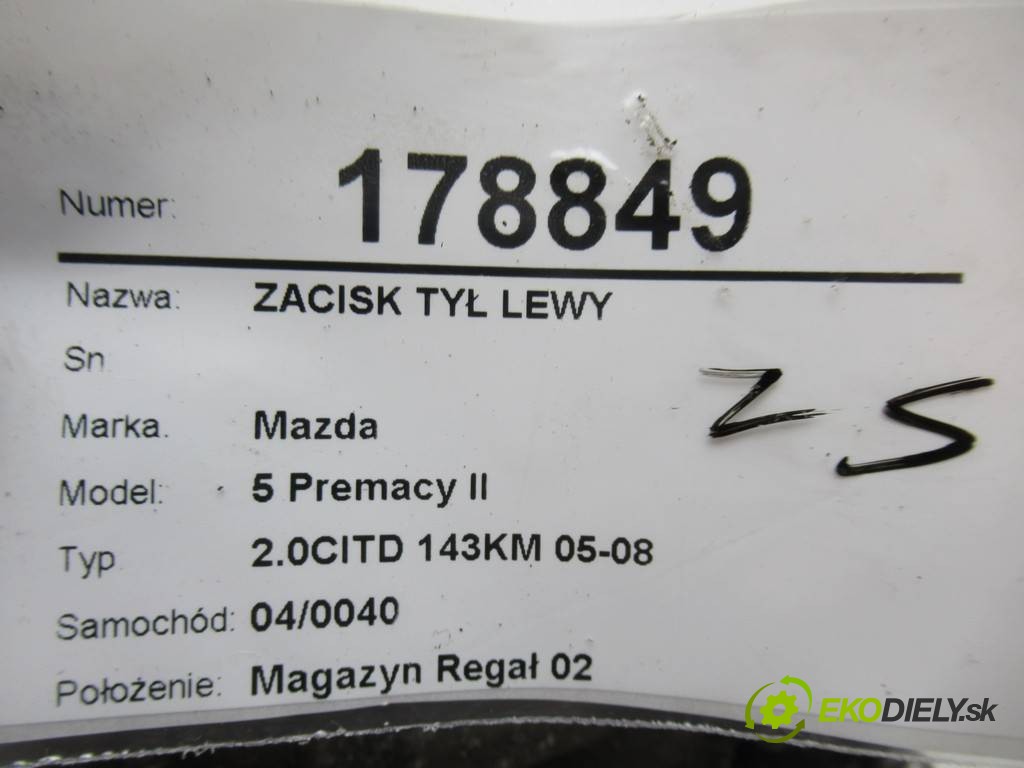 Numer: 178849
Nazwa: ZACISK TYŁ LEWY
Sn
Marka. Mazda
Model: 5 Premacy II
Typ 2.0CITD 143KM 05-08
Samochód: 04/0040
Położenie: Magazyn Regał 02
Z S
EKODIELY.sk